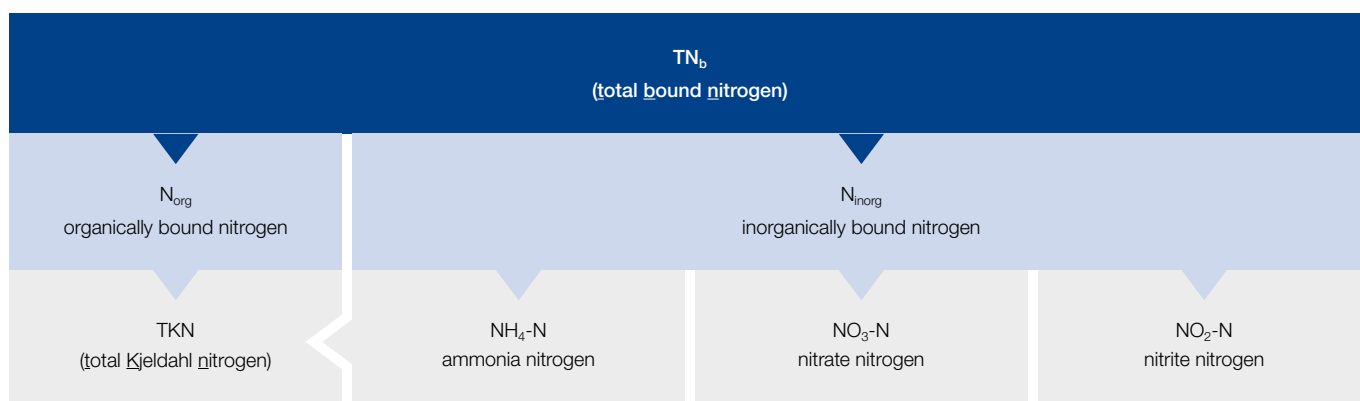 TNb
(total bound nitrogen)
Norg
organically bound nitrogen
Ninorg
inorganically bound nitrogen
TKN
(total Kjeldahl nitrogen)
NH4-N
ammonia nitrogen
NO3-N
nitrate nitrogen
NO2-N
nitrite nitrogen